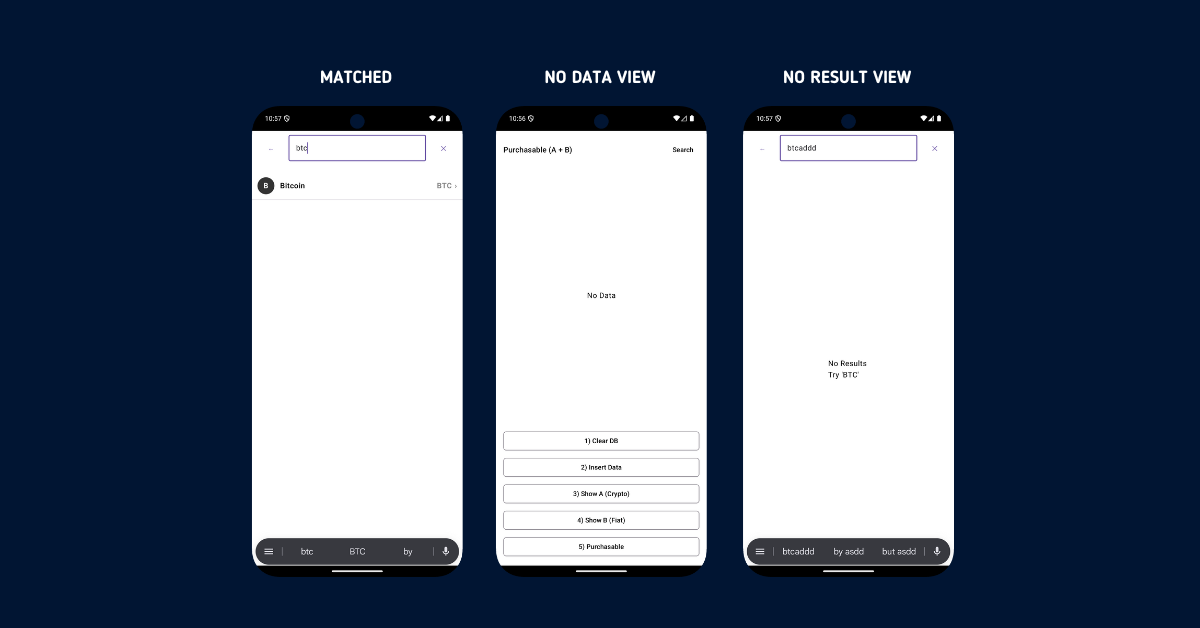 MATCHED
10:57
btc
B Bitcoin BTC ›
btc BTC by
NO DATA VIEW
10:56
Purchasable (A + B) Search
No Data
1) Clear DB
2) Insert Data
3) Show A (Crypto)
4) Show B (Fiat)
5) Purchasable
NO RESULT VIEW
10:57
btcaddd
No Results
Try 'BTC'
btcaddd by asdd but asdd